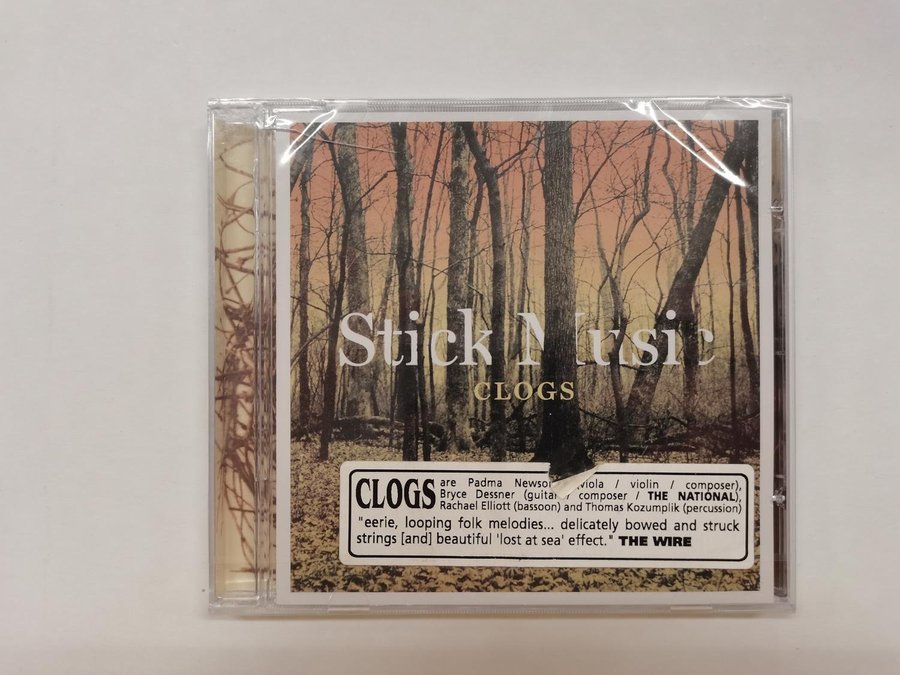 Stick Music
CLOGS
CLOGS are Padma (viola / violin / composer),
Bryce Dessner (guitar / composer / THE NATIONAL),
Rachael Elliott (bassoon) and Thomas Kozumplik (percussion)
"eerie, looping folk melodies... delicately bowed and struck
strings [and] beautiful 'lost at sea' effect." THE WIRE